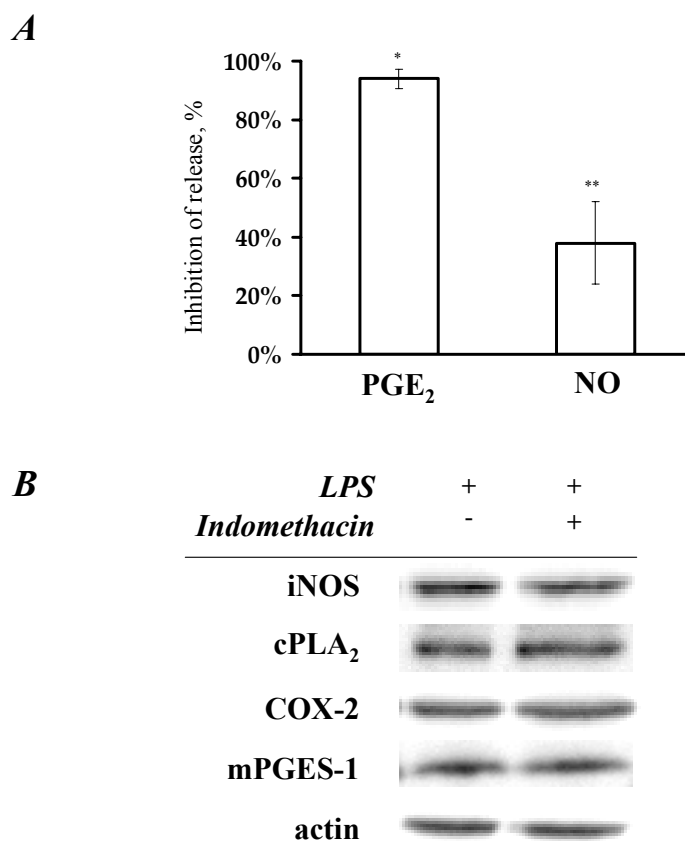 A
Inhibition of release, %
100%
80%
60%
40%
20%
0%
*
**
PGE₂
NO
B
LPS + +
Indomethacin - +
iNOS
cPLA₂
COX-2
mPGES-1
actin